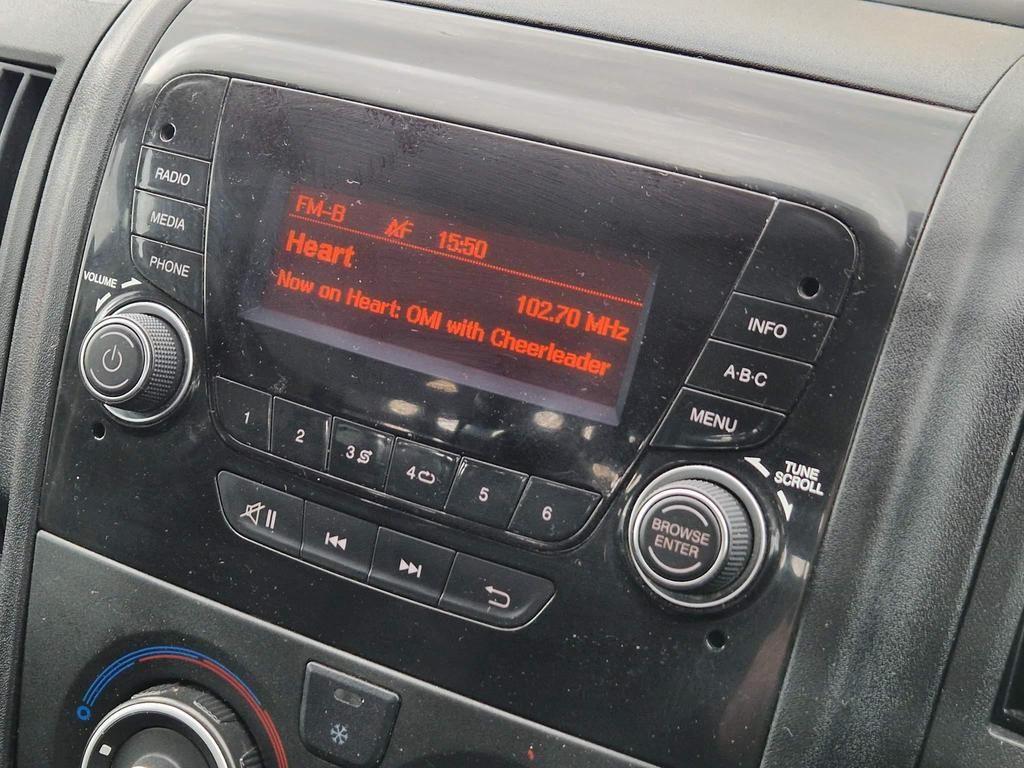 RADIO
MEDIA
PHONE
VOLUME
FM-B AF 15:50
Heart
102.70 MHz
Now on Heart: OMI with Cheerleader
INFO
A·B·C
MENU
TUNE
SCROLL
BROWSE
ENTER
1 2 3 4 5 6